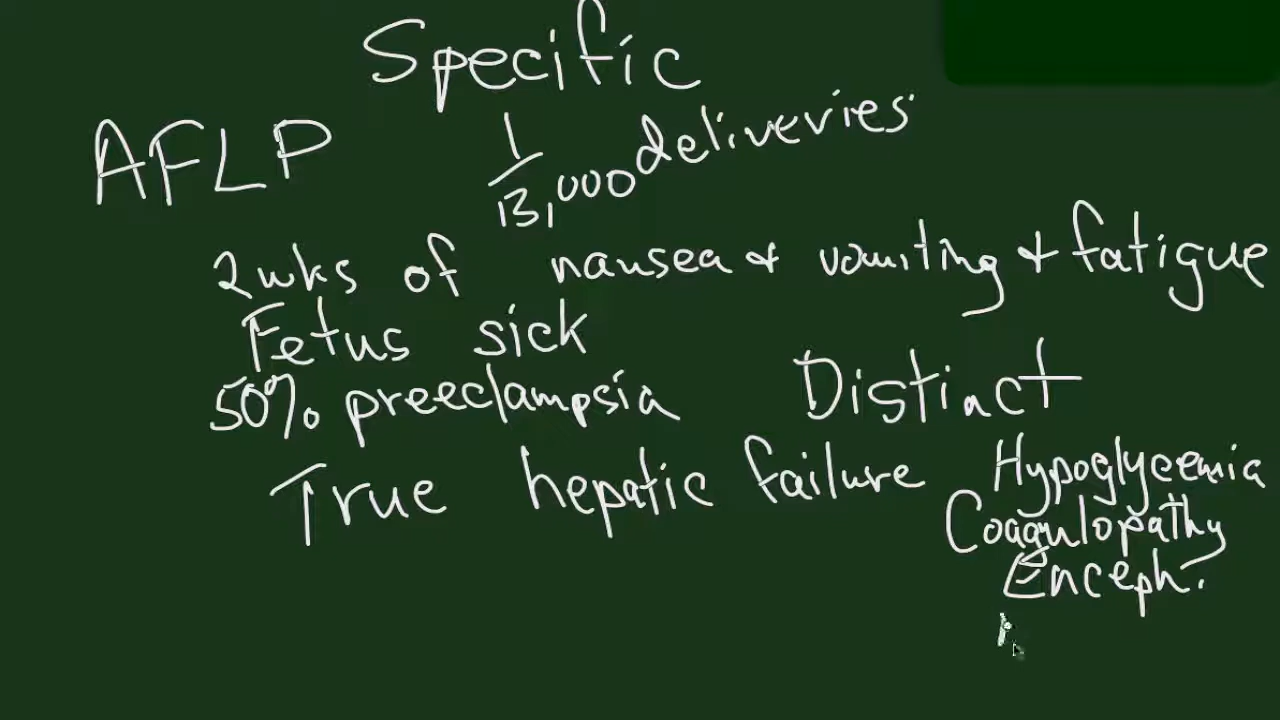 Specific
AFLP 1/13,000 deliveries
2wks of nausea & vomiting & fatigue
Fetus sick
50% preeclampsia Distinct
True hepatic failure Hypoglycemia
Coagulopathy
Enceph.